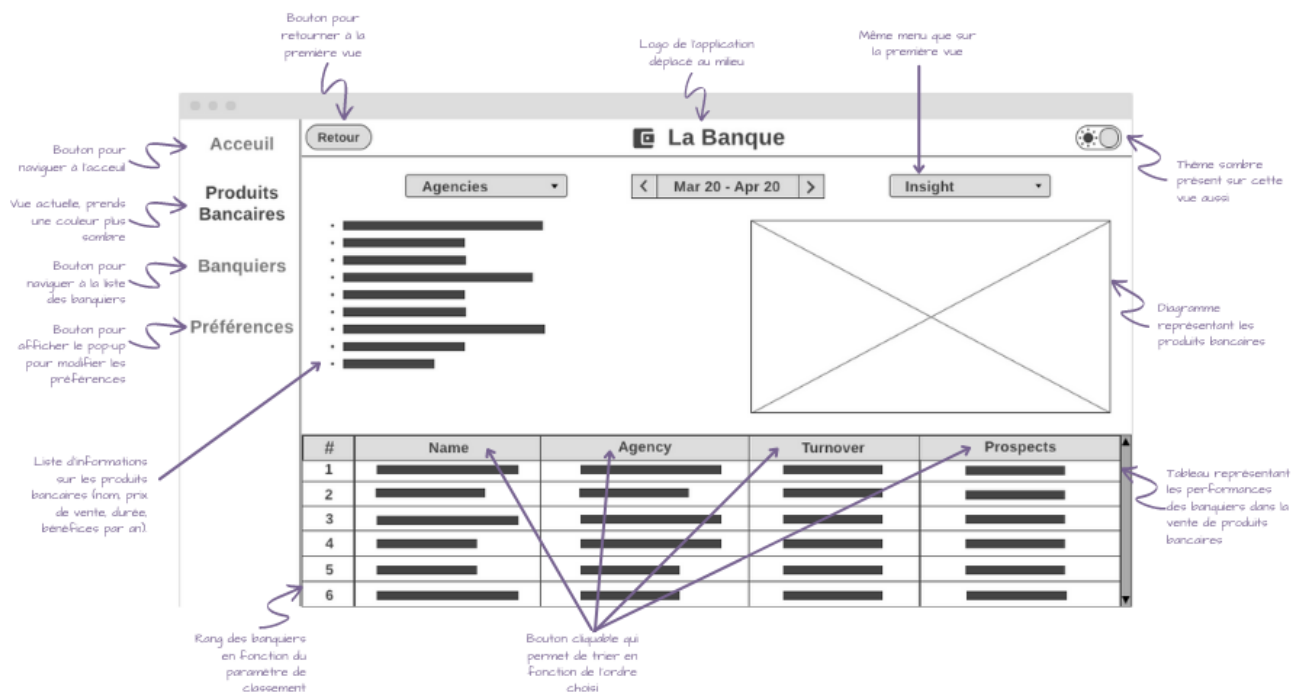 Bouton pour
retourner à la
première vue
Logo de l'application
déplacé au milieu
Même menu que sur
la première vue
Bouton pour
naviguer à l'acceuil
Vue actuelle, prends
une couleur plus
sombre
Bouton pour
naviguer à la liste
des banquiers
Bouton pour
afficher le pop-up
pour modifier les
préférences
Liste d'informations
sur les produits
bancaires (nom, prix
de vente, durée,
bénéfices par an).
Acceuil
Produits
Bancaires
Banquiers
Préférences
Retour
La Banque
Agencies
< Mar 20 - Apr 20 >
Insight
# Name Agency Turnover Prospects
1
2
3
4
5
6
Thème sombre
présent sur cette
vue aussi
Diagramme
représentant les
produits bancaires
Tableau représentant
les performances
des banquiers dans la
vente de produits
bancaires
Rang des banquiers
en fonction du
paramètre de
classement
Bouton cliquable qui
permet de trier en
fonction de l'ordre
choisi